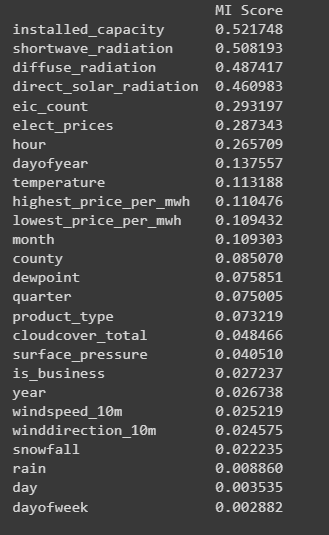 MI Score
installed_capacity 0.521748
shortwave_radiation 0.508193
diffuse_radiation 0.487417
direct_solar_radiation 0.460983
eic_count 0.293197
elect_prices 0.287343
hour 0.265709
dayofyear 0.137557
temperature 0.113188
highest_price_per_mwh 0.110476
lowest_price_per_mwh 0.109432
month 0.109303
county 0.085070
dewpoint 0.075851
quarter 0.075005
product_type 0.073219
cloudcover_total 0.048466
surface_pressure 0.040510
is_business 0.027237
year 0.026738
windspeed_10m 0.025219
winddirection_10m 0.024575
snowfall 0.022235
rain 0.008860
day 0.003535
dayofweek 0.002882